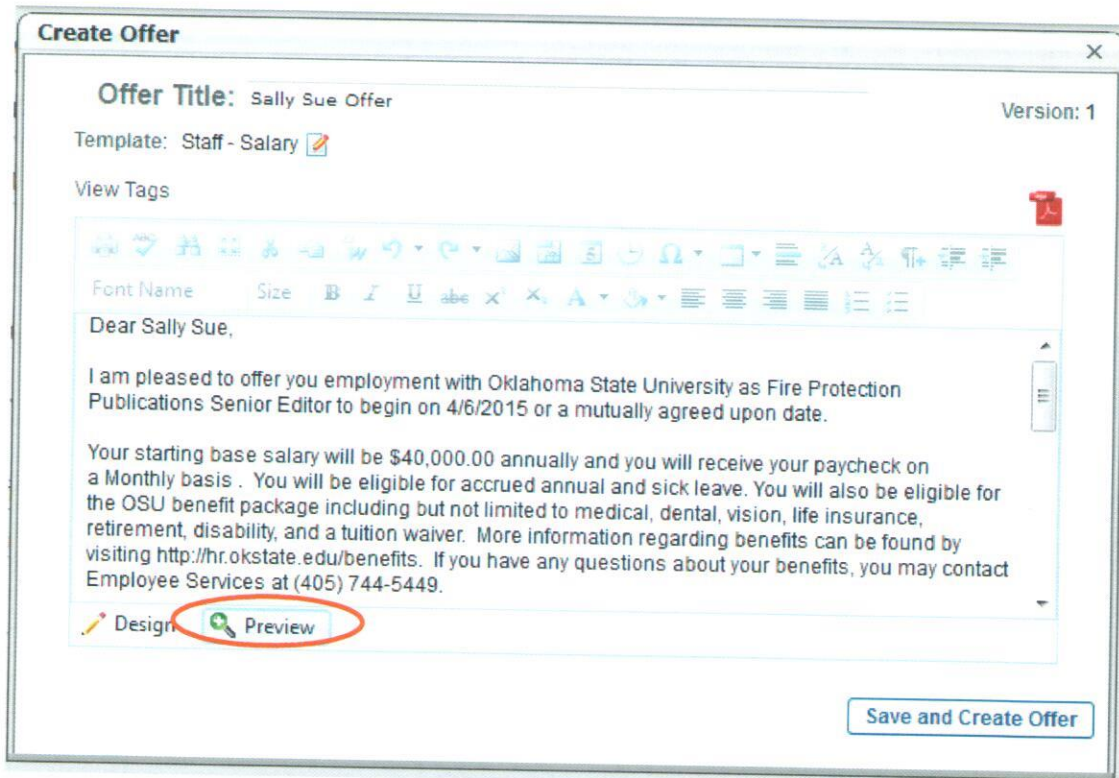 Create Offer
Offer Title: Sally Sue Offer
Version: 1
Template: Staff - Salary
View Tags
Font Name Size B I U abc x² x₂ A
Dear Sally Sue,
I am pleased to offer you employment with Oklahoma State University as Fire Protection
Publications Senior Editor to begin on 4/6/2015 or a mutually agreed upon date.
Your starting base salary will be $40,000.00 annually and you will receive your paycheck on
a Monthly basis . You will be eligible for accrued annual and sick leave. You will also be eligible for
the OSU benefit package including but not limited to medical, dental, vision, life insurance,
retirement, disability, and a tuition waiver. More information regarding benefits can be found by
visiting http://hr.okstate.edu/benefits. If you have any questions about your benefits, you may contact
Employee Services at (405) 744-5449.
Design Preview
Save and Create Offer